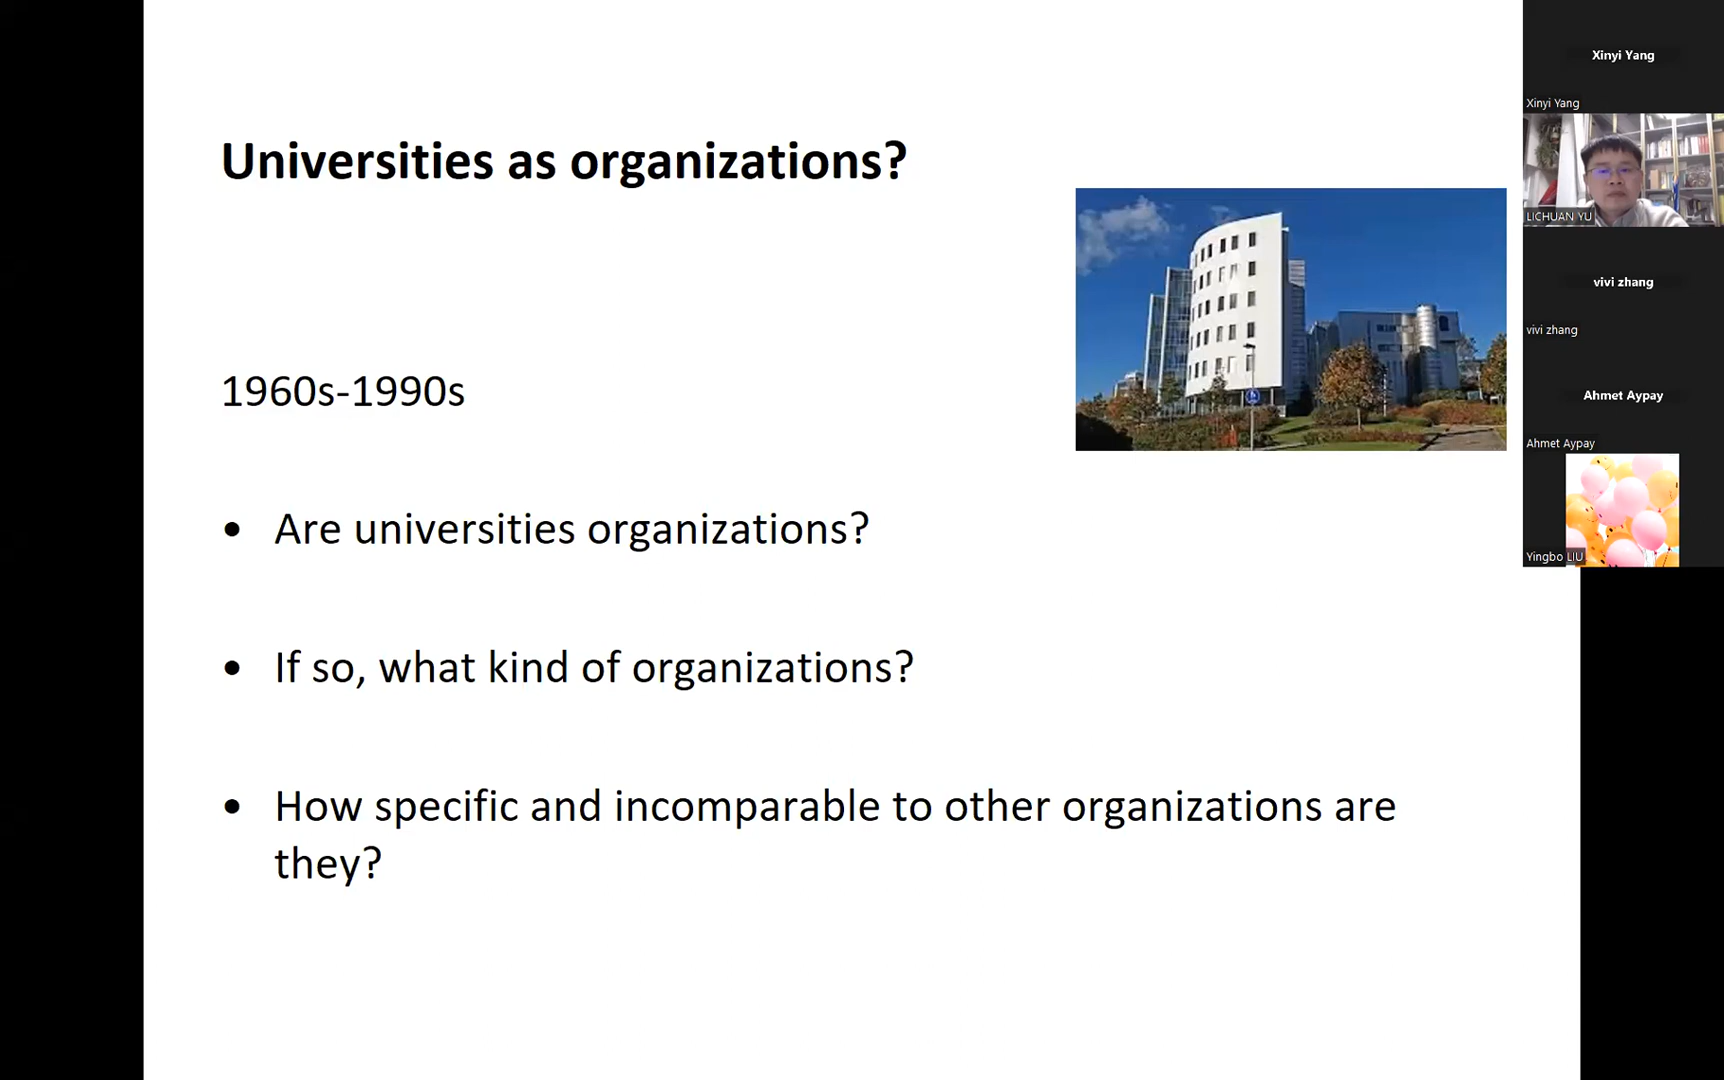 Universities as organizations?
1960s-1990s
• Are universities organizations?
• If so, what kind of organizations?
• How specific and incomparable to other organizations are
they?
Xinyi Yang
Xinyi Yang
LICHUAN YU
vivi zhang
vivi zhang
Ahmet Aypay
Ahmet Aypay
Yingbo LIU